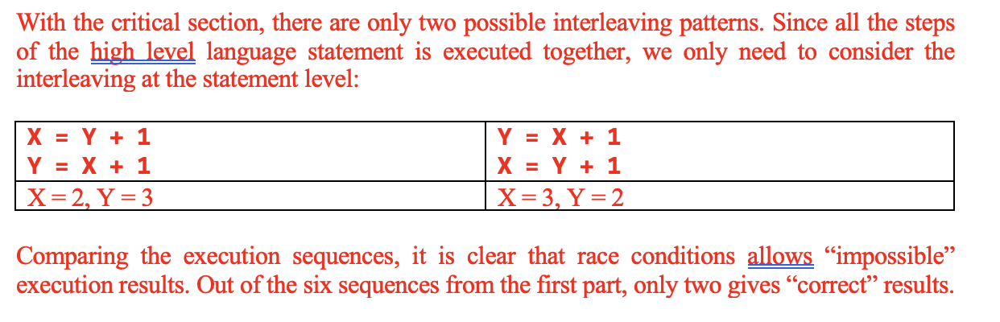 With the critical section, there are only two possible interleaving patterns. Since all the steps
of the high level language statement is executed together, we only need to consider the
interleaving at the statement level:
X = Y + 1
Y = X + 1
Y = X + 1
X = Y + 1
X = 2, Y = 3
X = 3, Y = 2
Comparing the execution sequences, it is clear that race conditions allows “impossible”
execution results. Out of the six sequences from the first part, only two gives “correct” results.